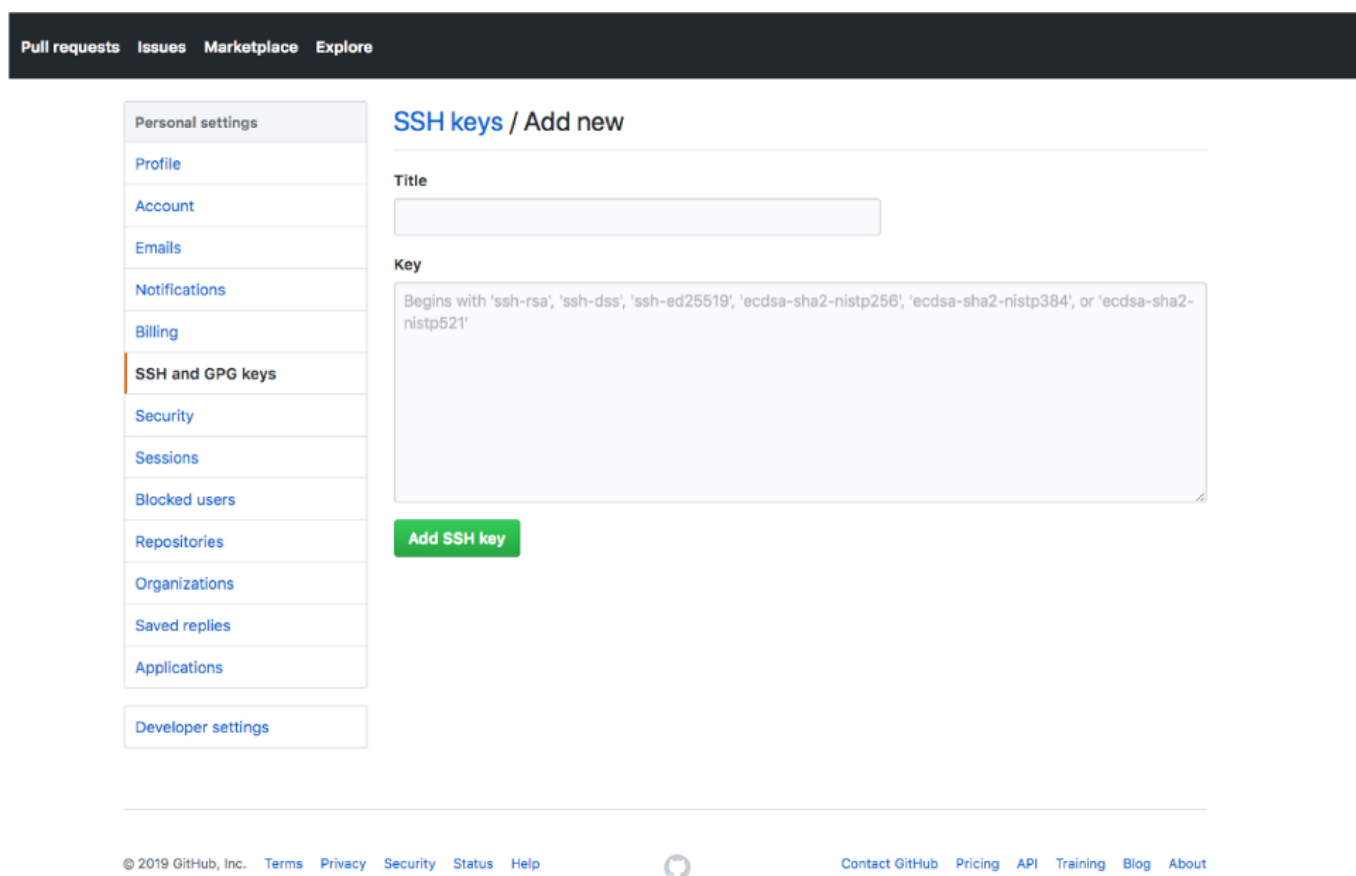 Pull requests Issues Marketplace Explore
Personal settings
Profile
Account
Emails
Notifications
Billing
SSH and GPG keys
Security
Sessions
Blocked users
Repositories
Organizations
Saved replies
Applications
Developer settings
SSH keys / Add new
Title
Key
Begins with 'ssh-rsa', 'ssh-dss', 'ssh-ed25519', 'ecdsa-sha2-nistp256', 'ecdsa-sha2-nistp384', or 'ecdsa-sha2-
nistp521'
Add SSH key
© 2019 GitHub, Inc. Terms Privacy Security Status Help Contact GitHub Pricing API Training Blog About